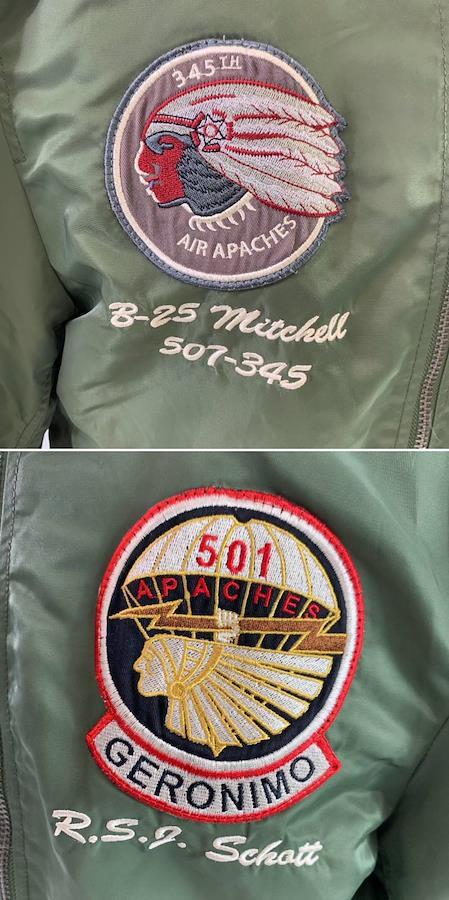 345TH
AIR APACHES
B-25 Mitchell
507-345
501
APACHES
GERONIMO
R.S.J. Schott